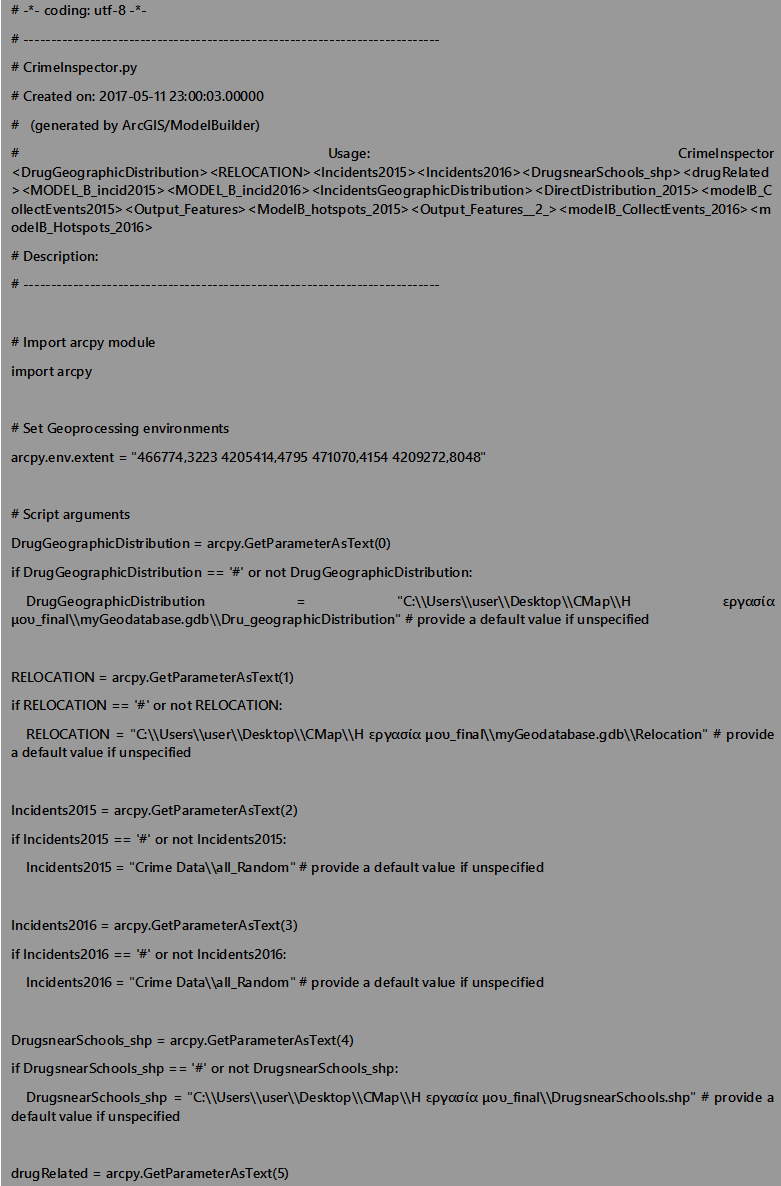 # -*- coding: utf-8 -*-
# ---------------------------------------------------------------------------
# CrimeInspector.py
# Created on: 2017-05-11 23:00:03.00000
# (generated by ArcGIS/ModelBuilder)
# Usage: CrimeInspector
<DrugGeographicDistribution> <RELOCATION> <Incidents2015> <Incidents2016> <DrugsnearSchools_shp> <drugRelated
> <MODEL_B_incid2015> <MODEL_B_incid2016> <IncidentsGeographicDistribution> <DirectDistribution_2015> <modelB_C
ollectEvents2015> <Output_Features> <ModelB_hotspots_2015> <Output_Features__2_> <modelB_CollectEvents_2016> <m
odelB_Hotspots_2016>
# Description:
# ---------------------------------------------------------------------------
# Import arcpy module
import arcpy
# Set Geoprocessing environments
arcpy.env.extent = "466774,3223 4205414,4795 471070,4154 4209272,8048"
# Script arguments
DrugGeographicDistribution = arcpy.GetParameterAsText(0)
if DrugGeographicDistribution == '#' or not DrugGeographicDistribution:
DrugGeographicDistribution = "C:\\Users\\user\\Desktop\\CMap\\Η εργασία
μου_final\\myGeodatabase.gdb\\Dru_geographicDistribution" # provide a default value if unspecified
RELOCATION = arcpy.GetParameterAsText(1)
if RELOCATION == '#' or not RELOCATION:
RELOCATION = "C:\\Users\\user\\Desktop\\CMap\\Η εργασία μου_final\\myGeodatabase.gdb\\Relocation" # provide
a default value if unspecified
Incidents2015 = arcpy.GetParameterAsText(2)
if Incidents2015 == '#' or not Incidents2015:
Incidents2015 = "Crime Data\\all_Random" # provide a default value if unspecified
Incidents2016 = arcpy.GetParameterAsText(3)
if Incidents2016 == '#' or not Incidents2016:
Incidents2016 = "Crime Data\\all_Random" # provide a default value if unspecified
DrugsnearSchools_shp = arcpy.GetParameterAsText(4)
if DrugsnearSchools_shp == '#' or not DrugsnearSchools_shp:
DrugsnearSchools_shp = "C:\\Users\\user\\Desktop\\CMap\\Η εργασία μου_final\\DrugsnearSchools.shp" # provide a
default value if unspecified
drugRelated = arcpy.GetParameterAsText(5)